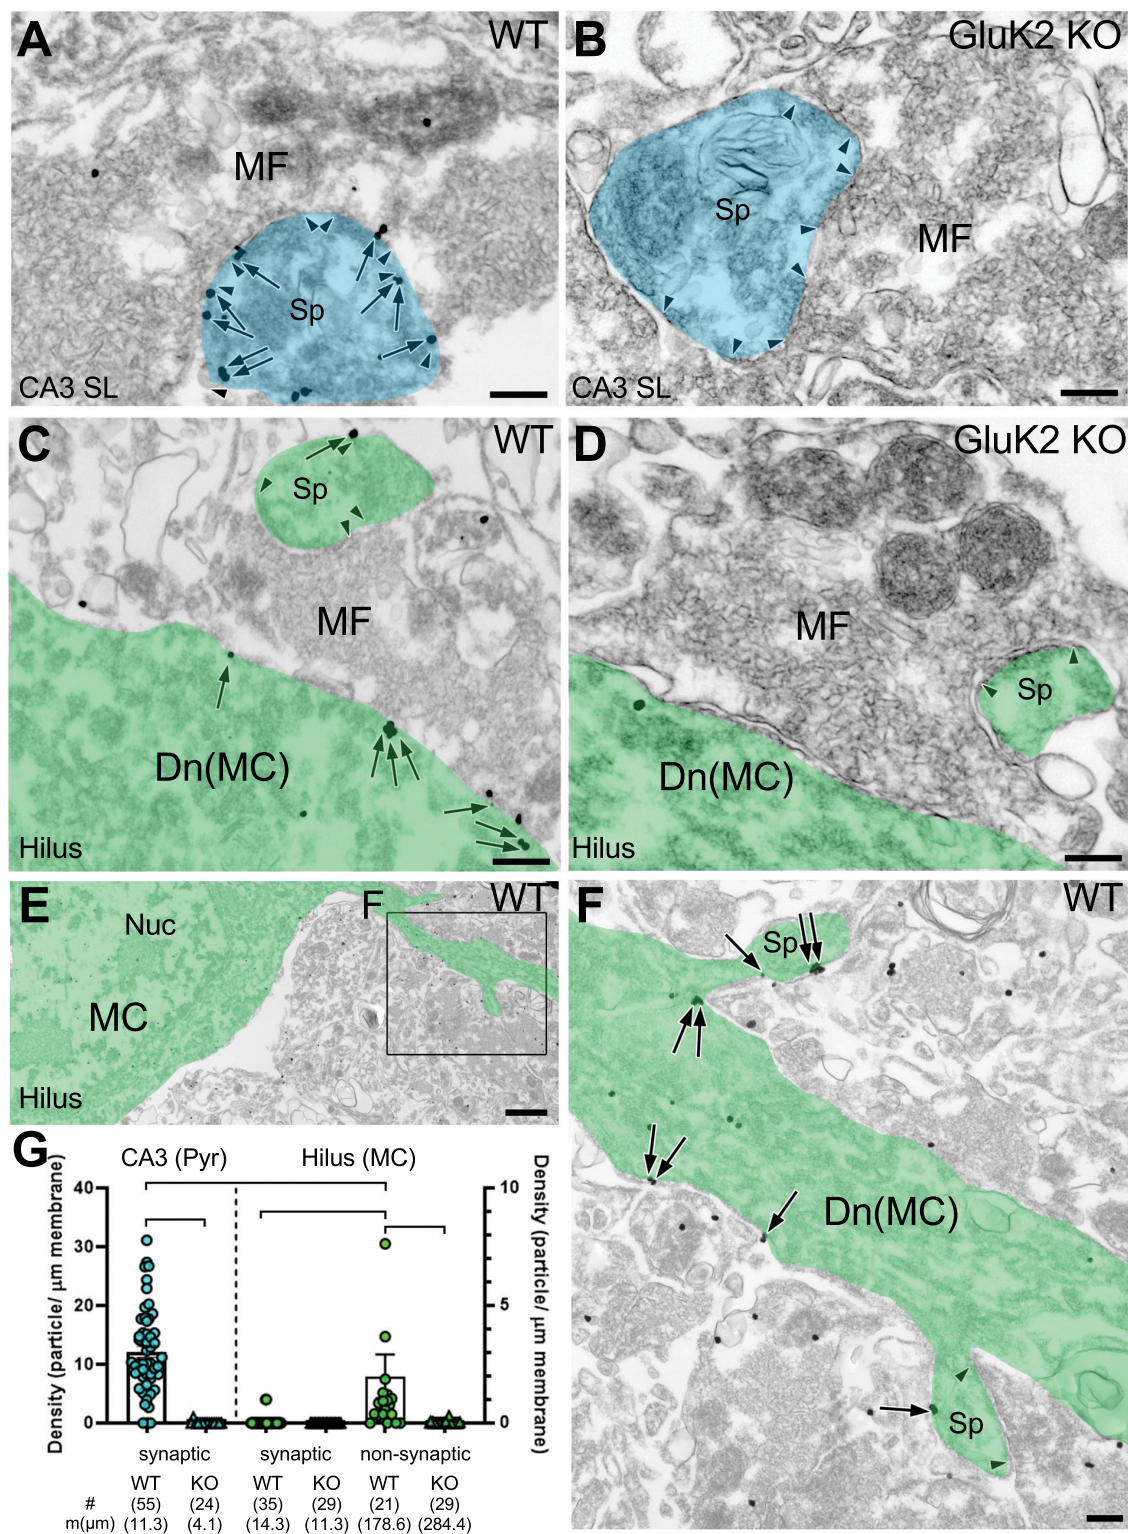 A
WT
MF
Sp
CA3 SL
B
GluK2 KO
Sp
MF
CA3 SL
C
WT
Sp
MF
Dn(MC)
Hilus
D
GluK2 KO
MF
Sp
Dn(MC)
Hilus
E
F
WT
Nuc
MC
Hilus
F
WT
Sp
Dn(MC)
Sp
G
CA3 (Pyr)
Hilus (MC)
Density (particle/ μm membrane)
40
30
20
10
0
10
5
0
Density (particle/ μm membrane)
synaptic
synaptic
non-synaptic
WT KO WT KO WT KO
# (55) (24) (35) (29) (21) (29)
m(μm) (11.3) (4.1) (14.3) (11.3) (178.6) (284.4)